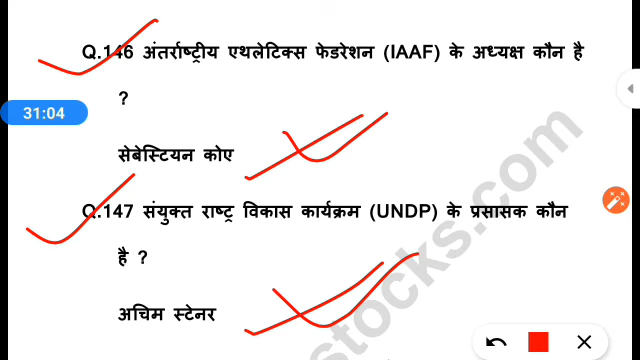 Q.146 अंतर्राष्ट्रीय एथलेटिक्स फेडरेशन (IAAF) के अध्यक्ष कौन है
?
31:04
सेबेस्टियन कोए
Q.147 संयुक्त राष्ट्र विकास कार्यक्रम (UNDP) के प्रसासक कौन
है ?
अचिम स्टेनर
stocks.com